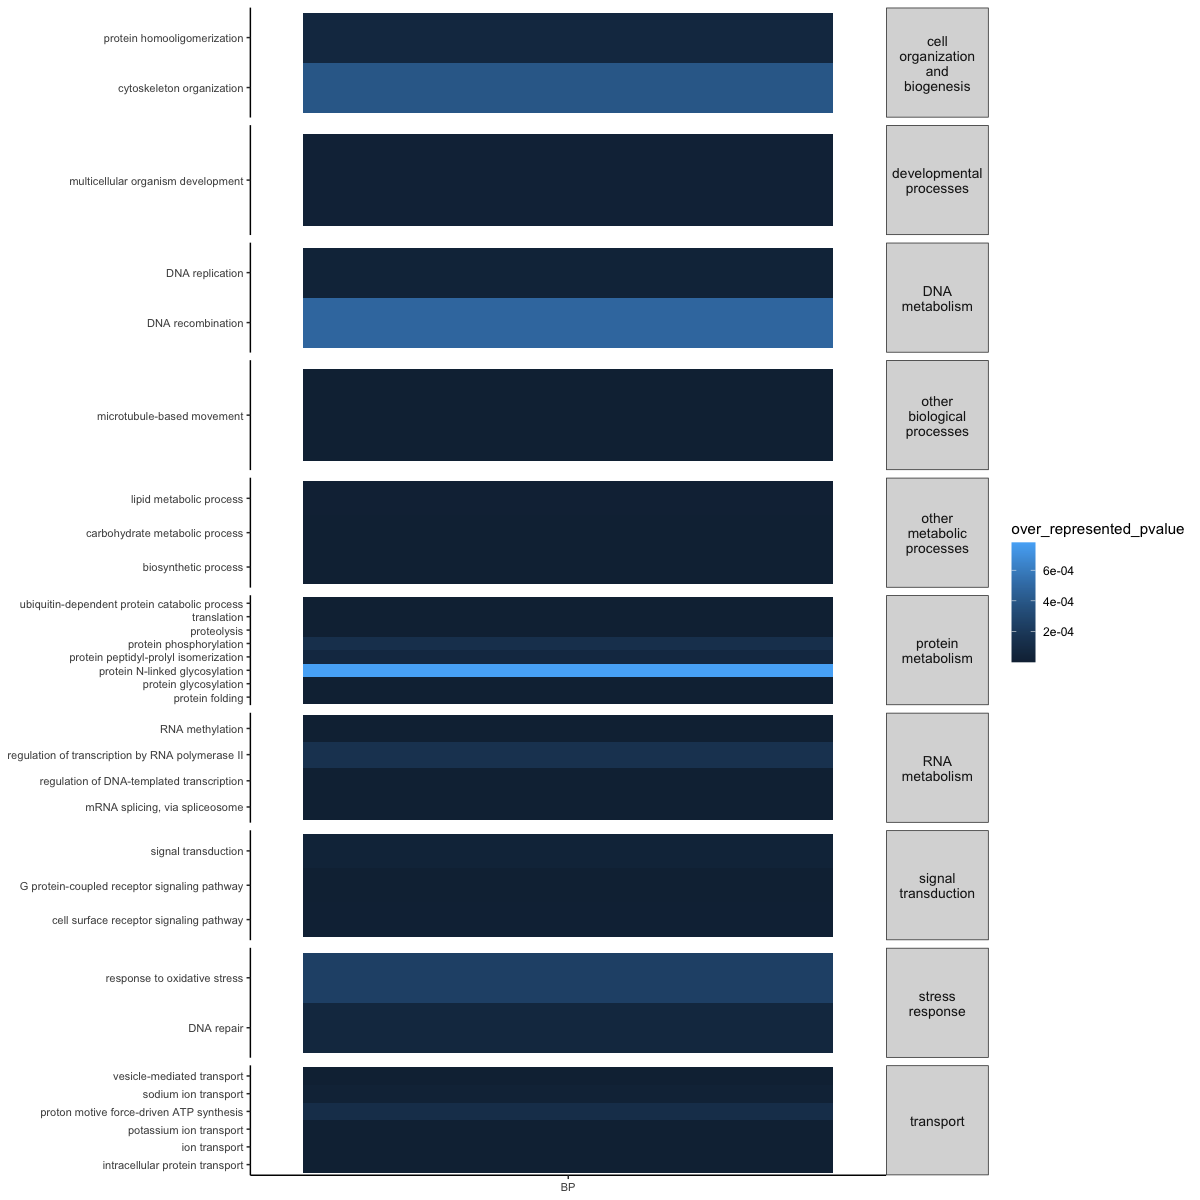 protein homooligomerization
cytoskeleton organization
cell
organization
and
biogenesis
multicellular organism development
developmental
processes
DNA replication
DNA recombination
DNA
metabolism
microtubule-based movement
other
biological
processes
lipid metabolic process
carbohydrate metabolic process
biosynthetic process
other
metabolic
processes
over_represented_pvalue
6e-04
4e-04
2e-04
ubiquitin-dependent protein catabolic process
translation
proteolysis
protein phosphorylation
protein peptidyl-prolyl isomerization
protein N-linked glycosylation
protein glycosylation
protein folding
protein
metabolism
RNA methylation
regulation of transcription by RNA polymerase II
regulation of DNA-templated transcription
mRNA splicing, via spliceosome
RNA
metabolism
signal transduction
G protein-coupled receptor signaling pathway
cell surface receptor signaling pathway
signal
transduction
response to oxidative stress
DNA repair
stress
response
vesicle-mediated transport
sodium ion transport
proton motive force-driven ATP synthesis
potassium ion transport
ion transport
intracellular protein transport
transport
BP